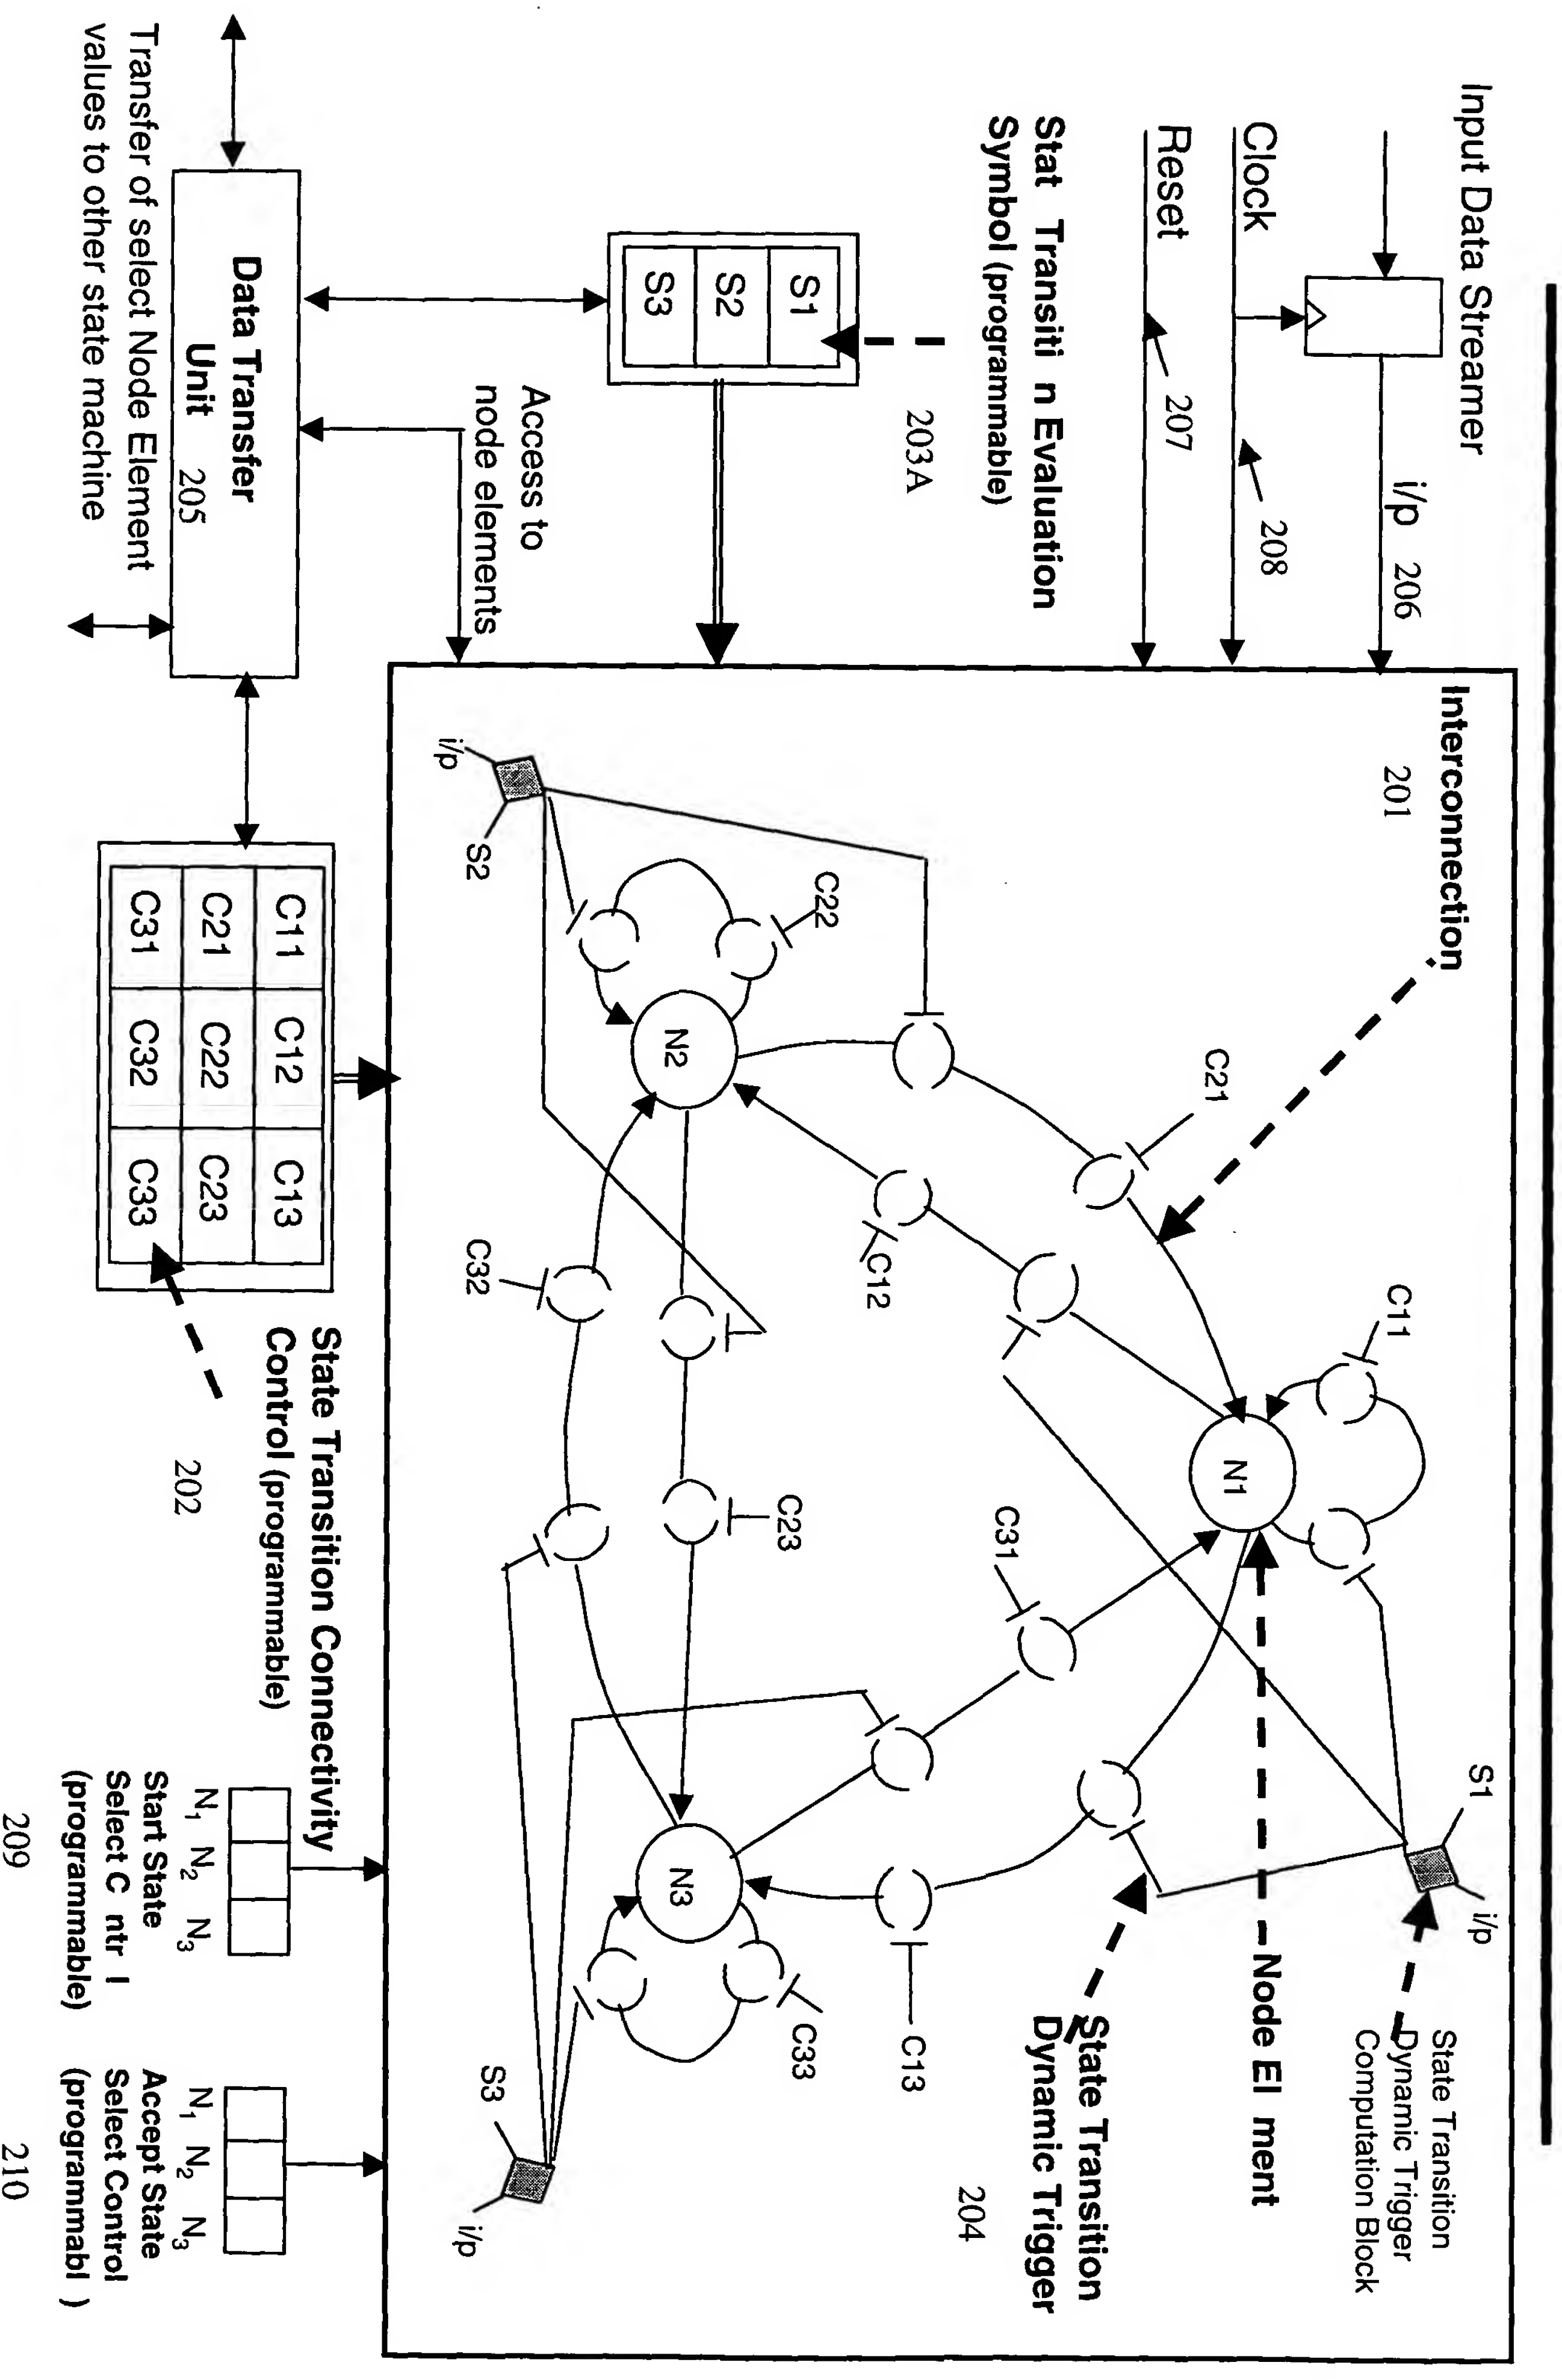 Input Data Streamer
i/p 206
Clock
208
Reset
207
Stat Transiti n Evaluation
Symbol (programmable)
203A
S1
S2
S3
Access to
node elements
Data Transfer
Unit 205
Transfer of select Node Element
values to other state machine
Interconnection
201
C11
C21
C22
C12
C31
C23
C32
C13
C33
N1
N2
N3
S1
i/p
i/p
S2
S3
i/p
State Transition
Dynamic Trigger
Computation Block
Node El ment
State Transition
Dynamic Trigger
204
C11 C12 C13
C21 C22 C23
C31 C32 C33
State Transition Connectivity
Control (programmable)
202
N1 N2 N3
Start State
Select C ntr l
(programmable)
209
N1 N2 N3
Accept State
Select Control
(programmabl )
210